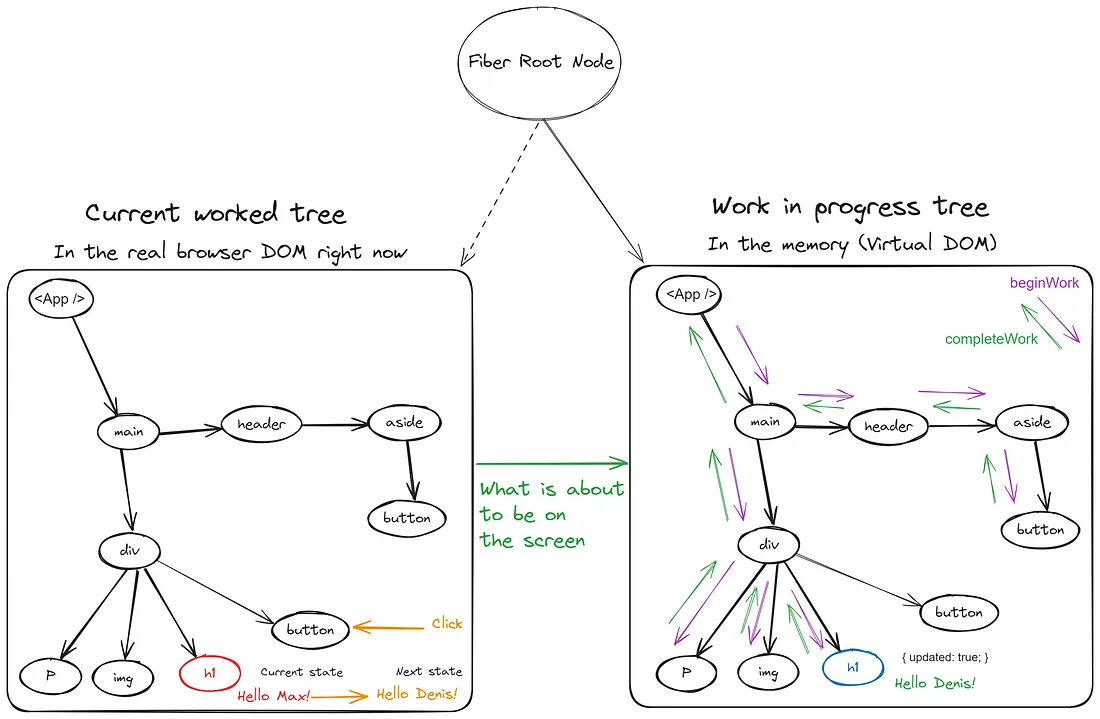 Fiber Root Node
Current worked tree
In the real browser DOM right now
<App />
main
header
aside
button
div
button
Click
P
img
h1
Current state
Next state
Hello Max!
Hello Denis!
What is about
to be on
the screen
Work in progress tree
In the memory (Virtual DOM)
<App />
beginWork
completeWork
main
header
aside
button
div
button
P
img
h1
{ updated: true; }
Hello Denis!